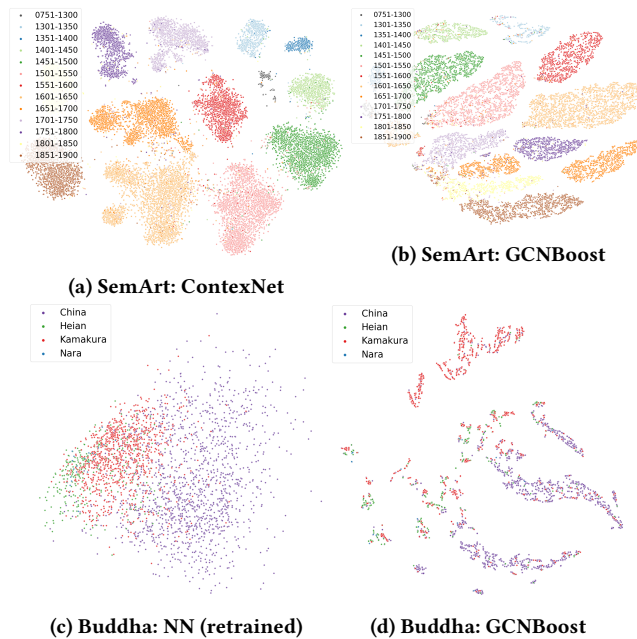 0751-1300
1301-1350
1351-1400
1401-1450
1451-1500
1501-1550
1551-1600
1601-1650
1651-1700
1701-1750
1751-1800
1801-1850
1851-1900
0751-1300
1301-1350
1351-1400
1401-1450
1451-1500
1501-1550
1551-1600
1601-1650
1651-1700
1701-1750
1751-1800
1801-1850
1851-1900
(a) SemArt: ContexNet
(b) SemArt: GCNBoost
China
Heian
Kamakura
Nara
China
Heian
Kamakura
Nara
(c) Buddha: NN (retrained)
(d) Buddha: GCNBoost